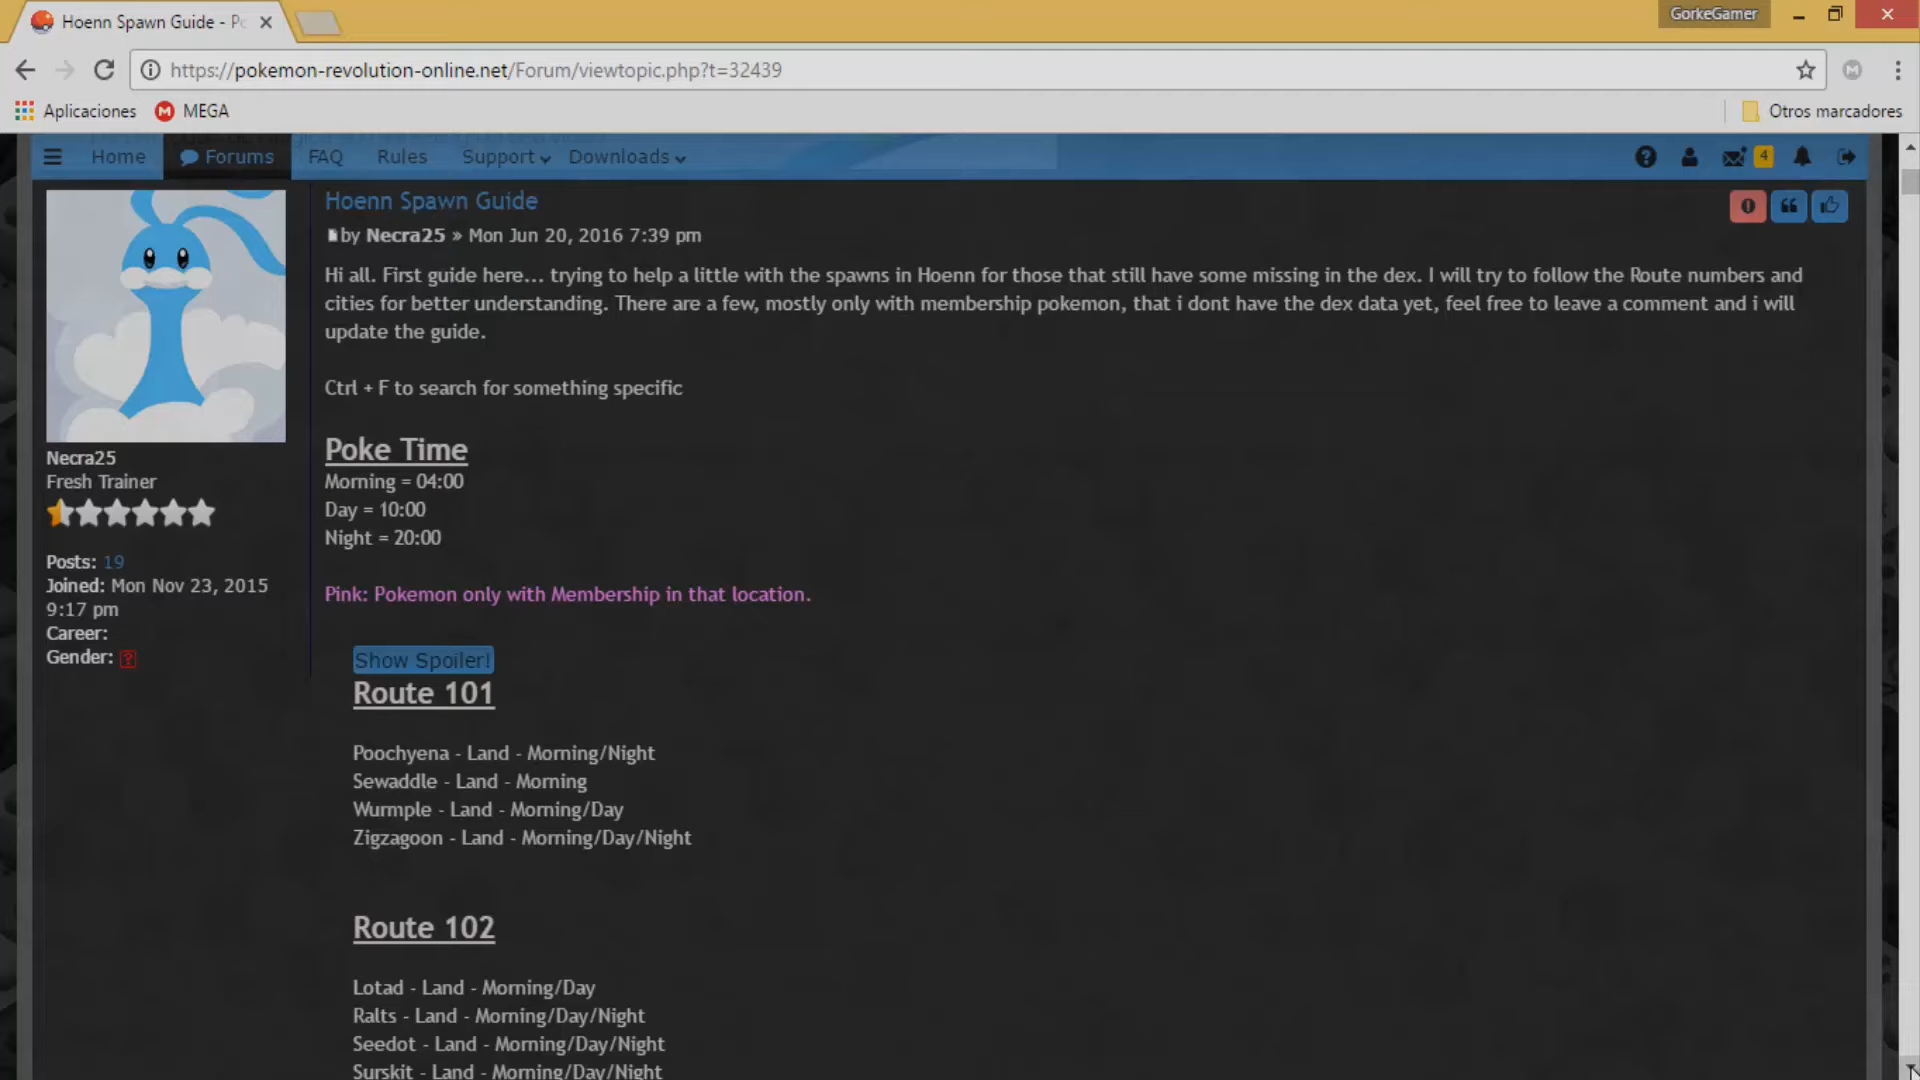 Hoenn Spawn Guide - Po
GorkeGamer
https://pokemon-revolution-online.net/Forum/viewtopic.php?t=32439
Aplicaciones
MEGA
Otros marcadores
Home
Forums
FAQ
Rules
Support
Downloads
4
Hoenn Spawn Guide
by Necra25 » Mon Jun 20, 2016 7:39 pm
Hi all. First guide here... trying to help a little with the spawns in Hoenn for those that still have some missing in the dex. I will try to follow the Route numbers and
cities for better understanding. There are a few, mostly only with membership pokemon, that i dont have the dex data yet, feel free to leave a comment and i will
update the guide.
Ctrl + F to search for something specific
Poke Time
Morning = 04:00
Day = 10:00
Night = 20:00
Pink: Pokemon only with Membership in that location.
Necra25
Fresh Trainer
Posts: 19
Joined: Mon Nov 23, 2015
9:17 pm
Career:
Gender:
Show Spoiler!
Route 101
Poochyena - Land - Morning/Night
Sewaddle - Land - Morning
Wurmple - Land - Morning/Day
Zigzagoon - Land - Morning/Day/Night
Route 102
Lotad - Land - Morning/Day
Ralts - Land - Morning/Day/Night
Seedot - Land - Morning/Day/Night
Surskit - Land - Morning/Day/Night